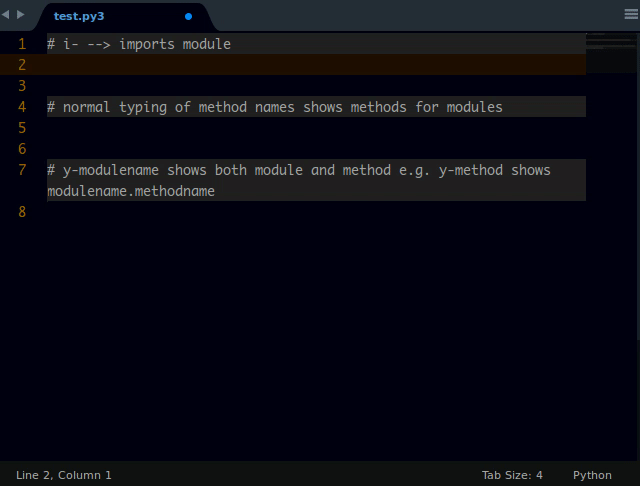 test.py3
1 # i- --> imports module
2
3
4 # normal typing of method names shows methods for modules
5
6
7 # y-modulename shows both module and method e.g. y-method shows
modulename.methodname
8
Line 2, Column 1 Tab Size: 4 Python